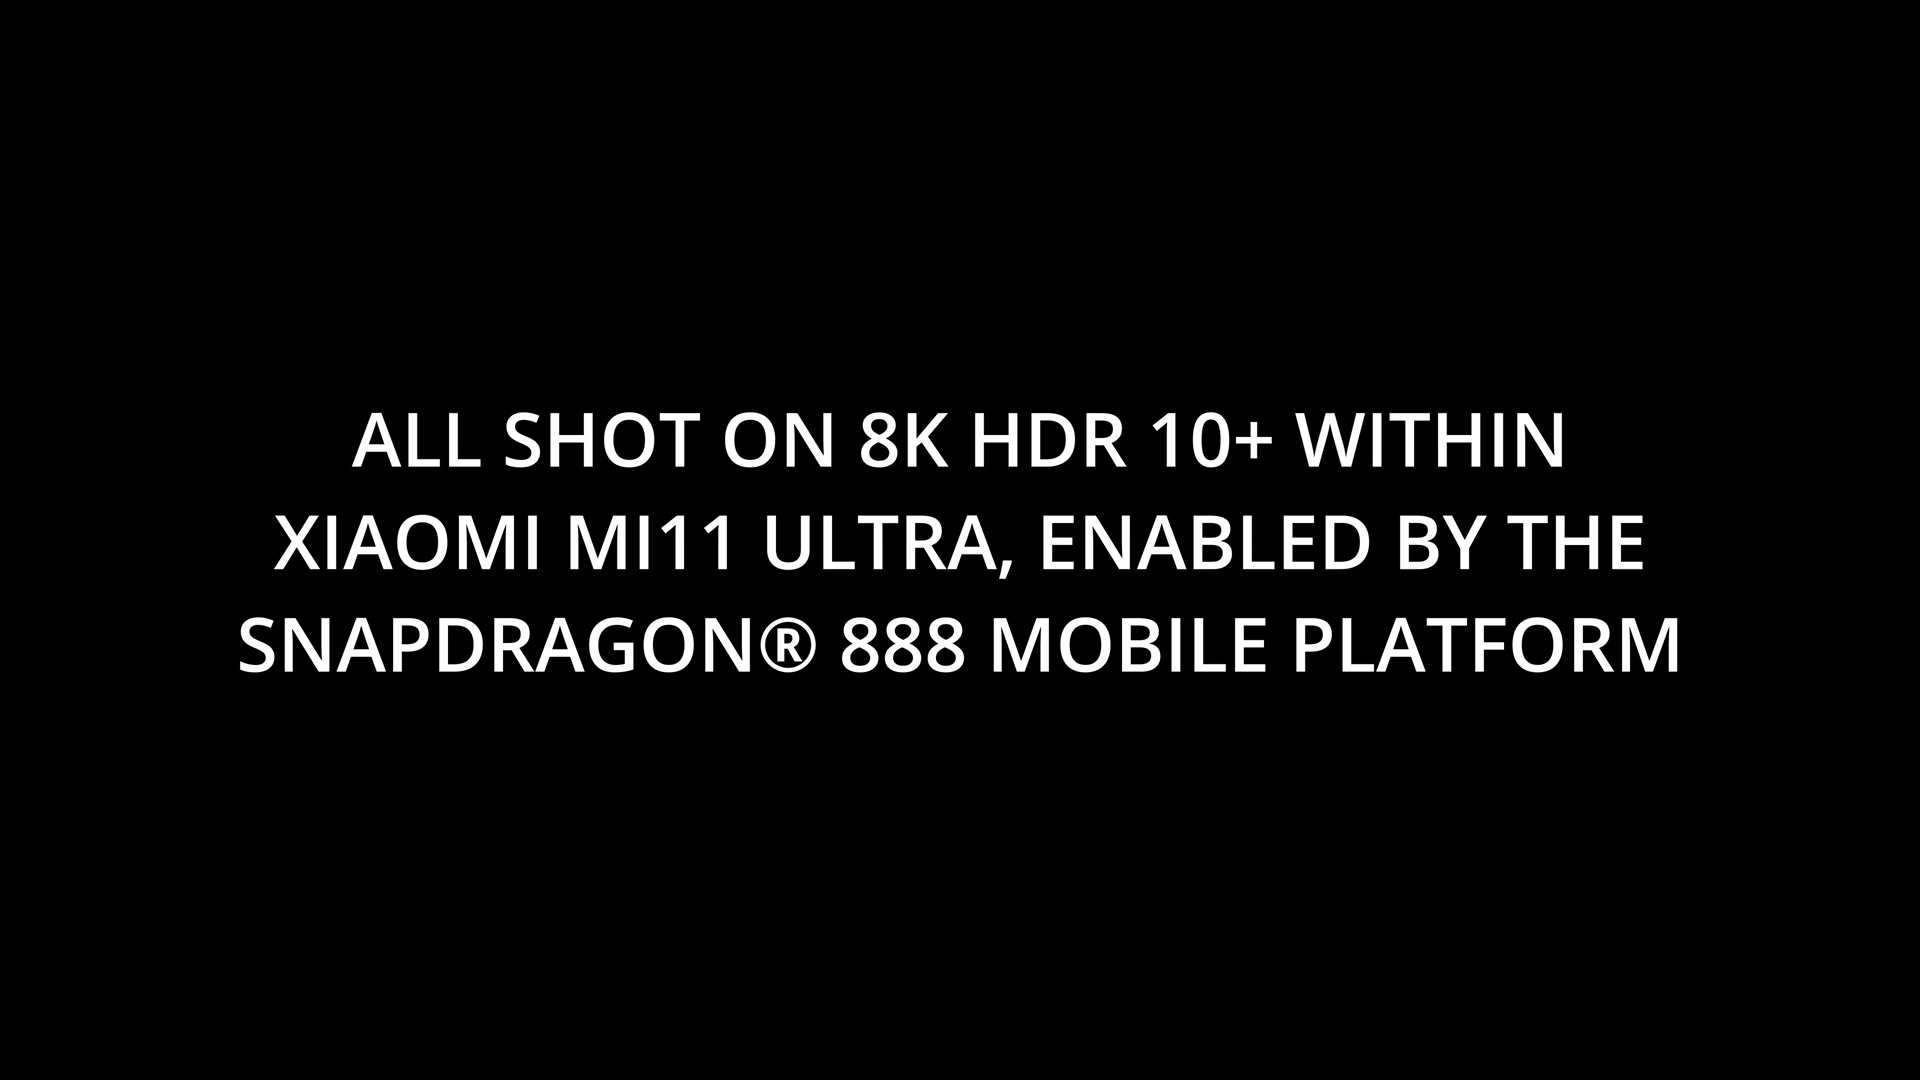 ALL SHOT ON 8K HDR 10+ WITHIN
XIAOMI MI11 ULTRA, ENABLED BY THE
SNAPDRAGON® 888 MOBILE PLATFORM